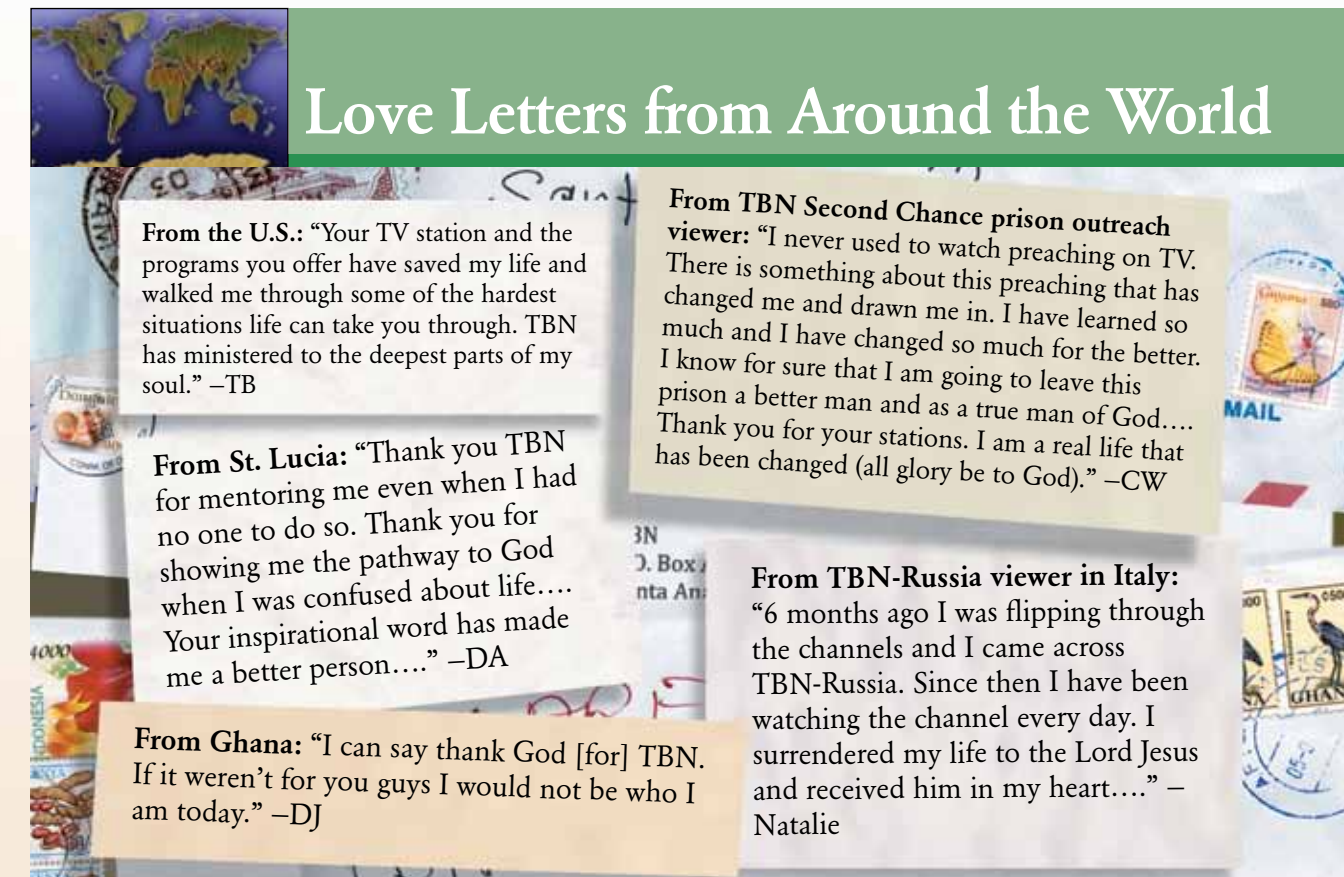 Love Letters from Around the World
From the U.S.: “Your TV station and the
programs you offer have saved my life and
walked me through some of the hardest
situations life can take you through. TBN
has ministered to the deepest parts of my
soul.” –TB
From TBN Second Chance prison outreach
viewer: “I never used to watch preaching on TV.
There is something about this preaching that has
changed me and drawn me in. I have learned so
much and I have changed so much for the better.
I know for sure that I am going to leave this
prison a better man and as a true man of God….
Thank you for your stations. I am a real life that
has been changed (all glory be to God).” –CW
From St. Lucia: “Thank you TBN
for mentoring me even when I had
no one to do so. Thank you for
showing me the pathway to God
when I was confused about life….
Your inspirational word has made
me a better person….” –DA
From TBN-Russia viewer in Italy:
“6 months ago I was flipping through
the channels and I came across
TBN-Russia. Since then I have been
watching the channel every day. I
surrendered my life to the Lord Jesus
and received him in my heart….” –
Natalie
From Ghana: “I can say thank God [for] TBN.
If it weren’t for you guys I would not be who I
am today.” –DJ
Guyana
MAIL
BN
O. Box
nta An
4000